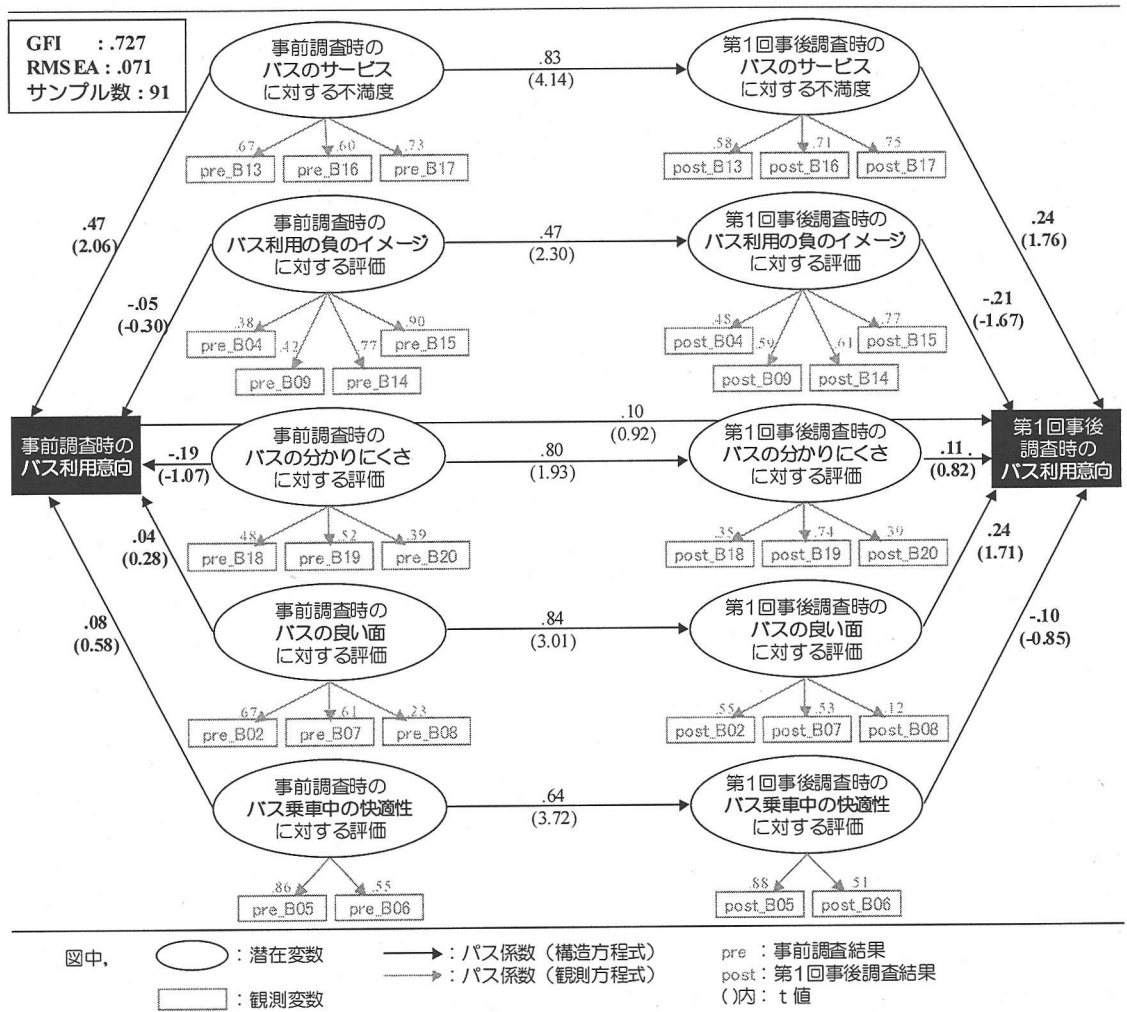 GFI : .727
RMSEA : .071
サンプル数 : 91
事前調査時の
バスのサービス
に対する不満度
.83
(4.14)
第1回事後調査時の
バスのサービス
に対する不満度
.67
.60
.73
pre_B13
pre_B16
pre_B17
.58
.71
.75
post_B13
post_B16
post_B17
.47
(2.06)
.24
(1.76)
事前調査時の
バス利用の負のイメージ
に対する評価
.47
(2.30)
第1回事後調査時の
バス利用の負のイメージ
に対する評価
-.05
(-0.30)
-.21
(-1.67)
.38
.42
.77
.90
pre_B04
pre_B15
pre_B09
pre_B14
.48
.59
.61
.77
post_B04
post_B15
post_B09
post_B14
.10
(0.92)
事前調査時の
バス利用意向
-.19
(-1.07)
事前調査時の
バスの分かりにくさ
に対する評価
.80
(1.93)
第1回事後調査時の
バスの分かりにくさ
に対する評価
.11.
(0.82)
第1回事後
調査時の
バス利用意向
.48
.52
.39
pre_B18
pre_B19
pre_B20
.35
.74
.39
post_B18
post_B19
post_B20
.04
(0.28)
.24
(1.71)
事前調査時の
バスの良い面
に対する評価
.84
(3.01)
第1回事後調査時の
バスの良い面
に対する評価
.08
(0.58)
-.10
(-0.85)
.67
.61
.23
pre_B02
pre_B07
pre_B08
.55
.53
.12
post_B02
post_B07
post_B08
事前調査時の
バス乗車中の快適性
に対する評価
.64
(3.72)
第1回事後調査時の
バス乗車中の快適性
に対する評価
.86
.55
pre_B05
pre_B06
.88
.51
post_B05
post_B06
図中,
: 潜在変数
: パス係数（構造方程式）
pre : 事前調査結果
: パス係数（観測方程式）
post : 第1回事後調査結果
: 観測変数
()内 : t 値